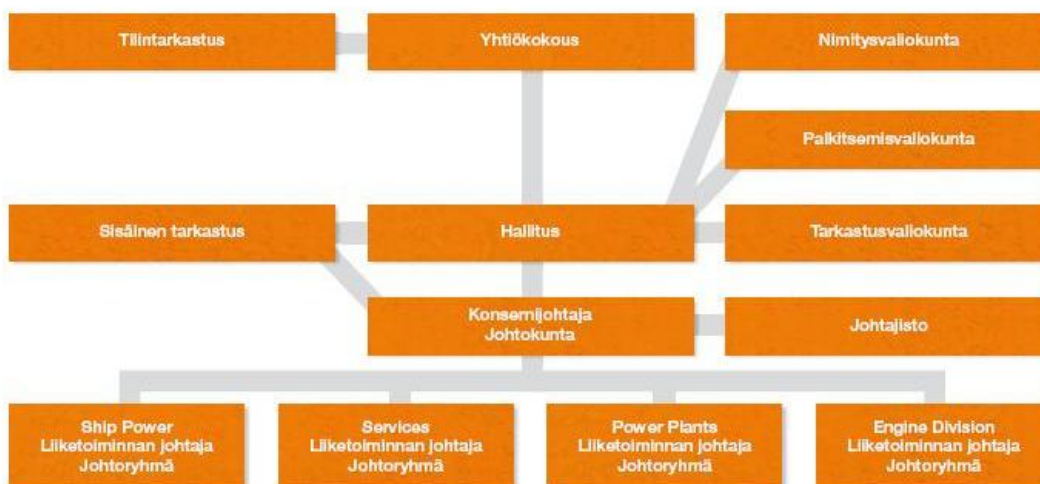 Tilintarkastus
Yhtiökokous
Nimitysvaliokunta
Palkitsemisvaliokunta
Sisäinen tarkastus
Hallitus
Tarkastusvaliokunta
Konsernijohtaja
Johtokunta
Johtajisto
Ship Power
Liiketoiminnan johtaja
Johtoryhmä
Services
Liiketoiminnan johtaja
Johtoryhmä
Power Plants
Liiketoiminnan johtaja
Johtoryhmä
Engine Division
Liiketoiminnan johtaja
Johtoryhmä